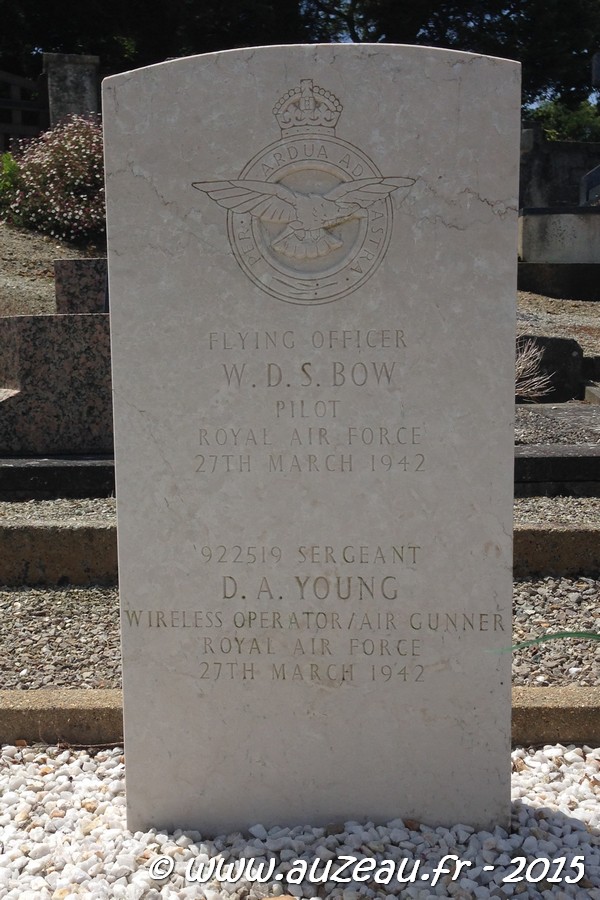 PER ARDUA AD ASTRA
FLYING OFFICER
W. D. S. BOW
PILOT
ROYAL AIR FORCE
27TH MARCH 1942
922519 SERGEANT
D. A. YOUNG
WIRELESS OPERATOR/AIR GUNNER
ROYAL AIR FORCE
27TH MARCH 1942
© www.auzeau.fr - 2015